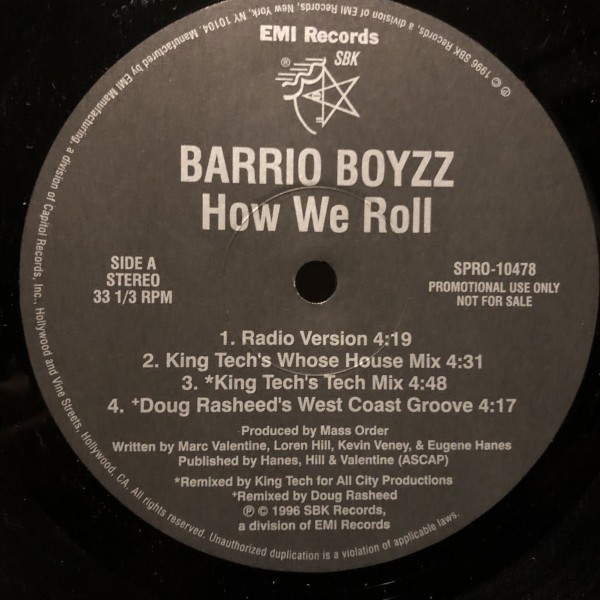 EMI Records
®
SBK
BARRIO BOYZZ
How We Roll
SIDE A
STEREO
33 1/3 RPM
SPRO-10478
PROMOTIONAL USE ONLY
NOT FOR SALE
1. Radio Version 4:19
2. King Tech's Whose House Mix 4:31
3. *King Tech's Tech Mix 4:48
4. +Doug Rasheed's West Coast Groove 4:17
Produced by Mass Order
Written by Marc Valentine, Loren Hill, Kevin Veney, & Eugene Hanes
Published by Hanes, Hill & Valentine (ASCAP)
*Remixed by King Tech for All City Productions
+Remixed by Doug Rasheed
℗ © 1996 SBK Records,
a division of EMI Records
℗ © 1996 SBK Records, a division of EMI Records, New York, NY 10104 Manufactured by EMI Manufacturing, a division of Capitol Records, Inc., Hollywood and Vine Streets, Hollywood, CA. All rights reserved. Unauthorized duplication is a violation of applicable laws.